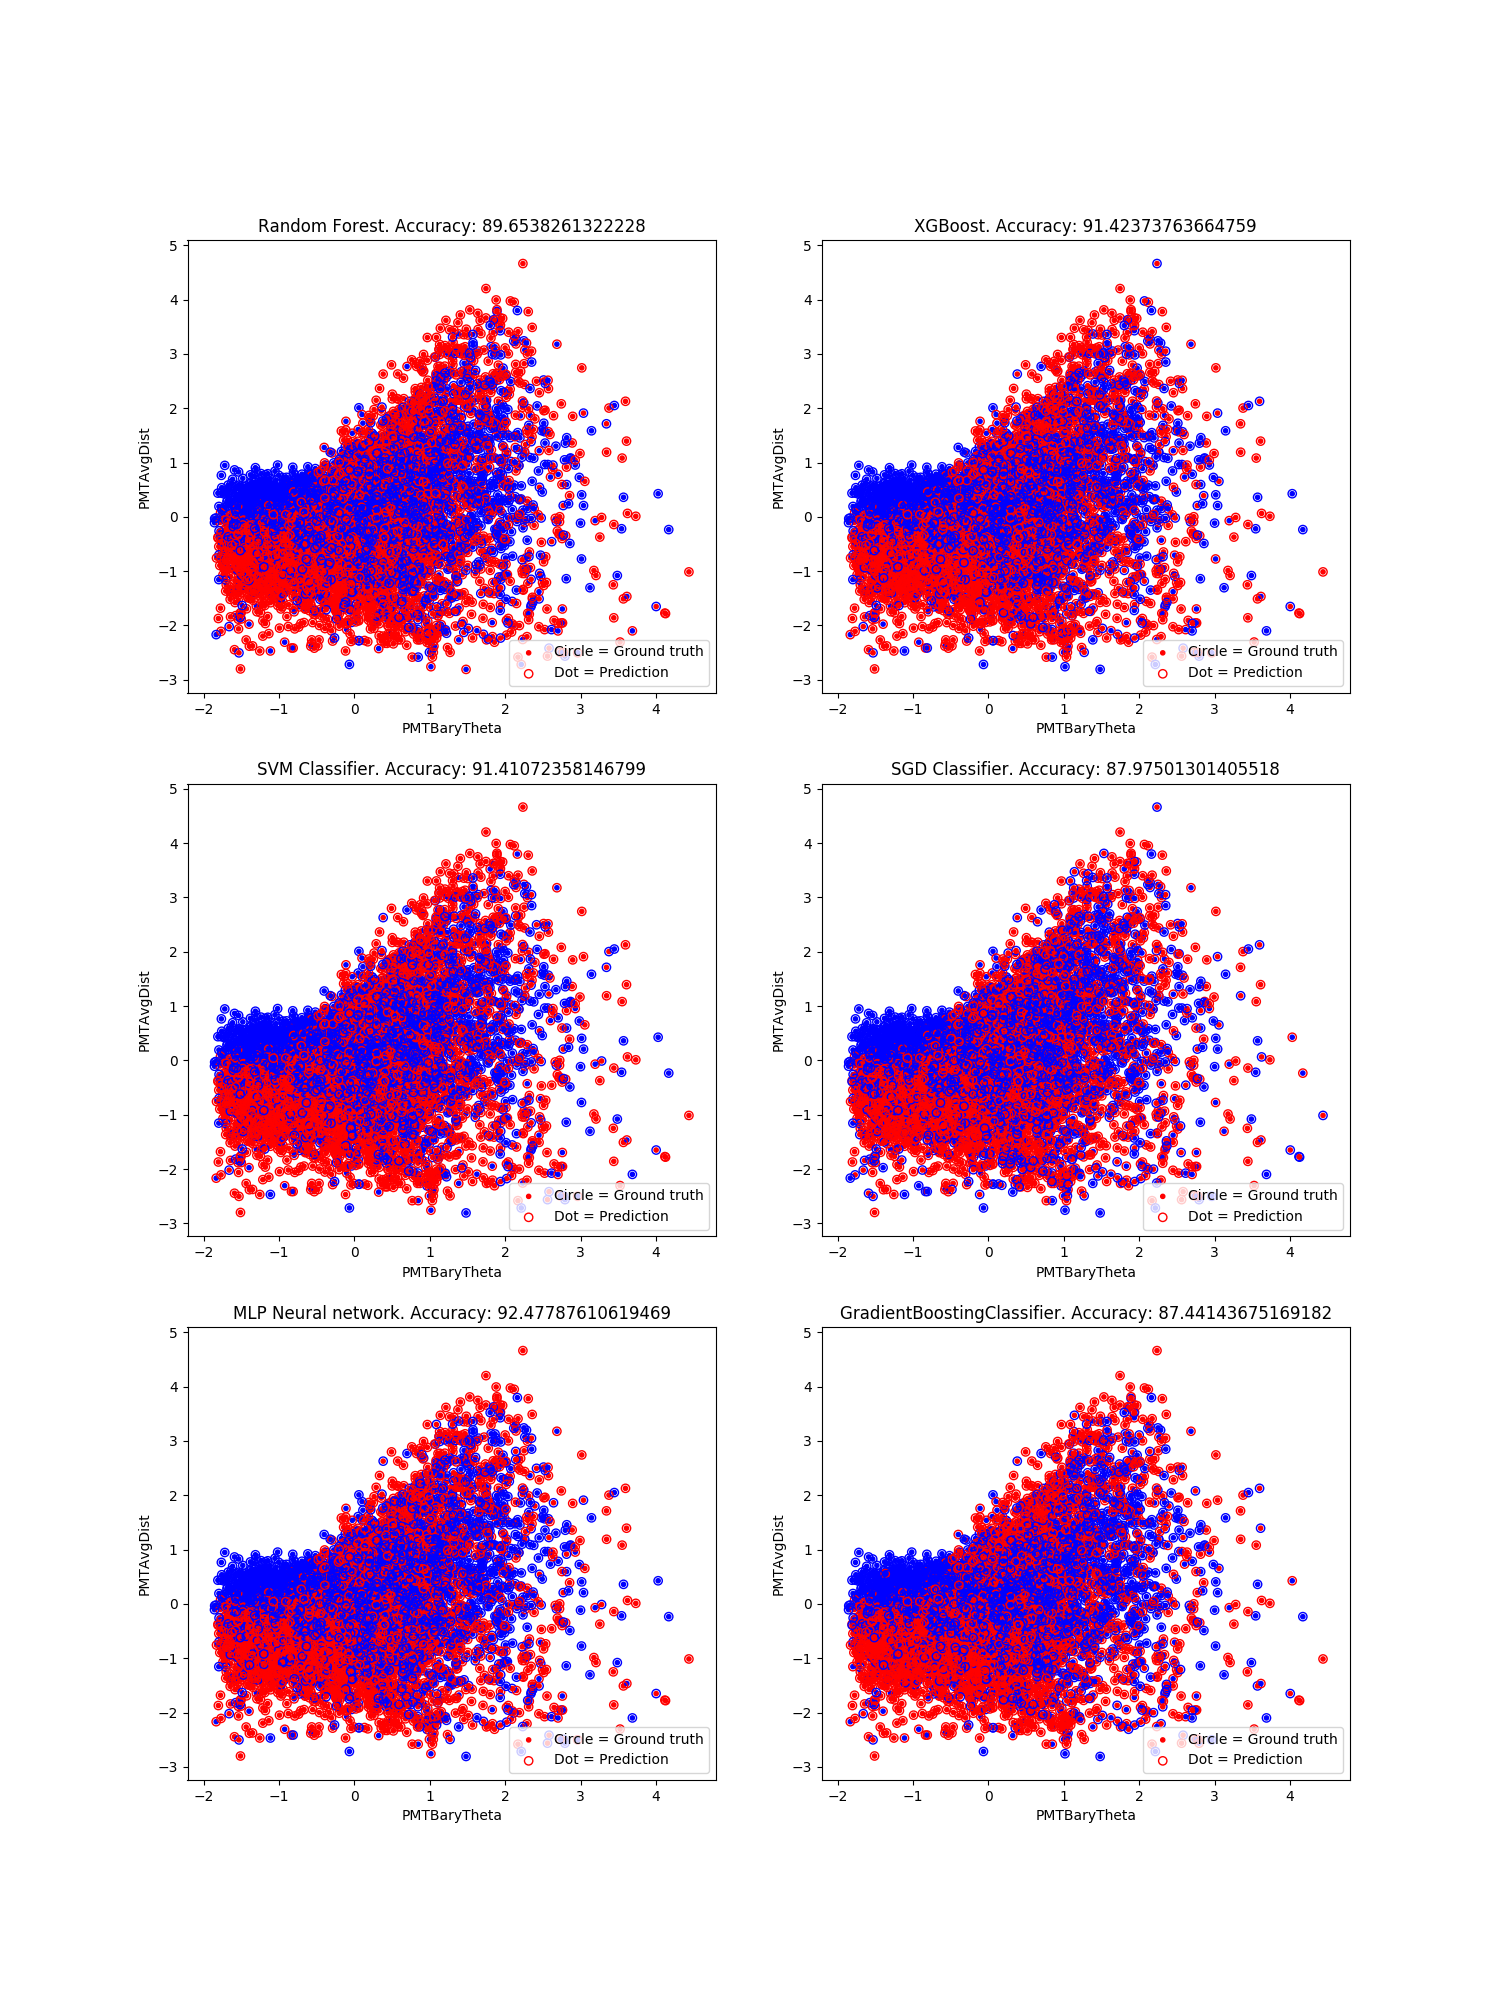 Random Forest. Accuracy: 89.6538261322228
5
4
3
2
1
0
−1
−2
−3
PMTAvgDist
Circle = Ground truth
Dot = Prediction
−2 −1 0 1 2 3 4
PMTBaryTheta
XGBoost. Accuracy: 91.42373763664759
5
4
3
2
1
0
−1
−2
−3
PMTAvgDist
Circle = Ground truth
Dot = Prediction
−2 −1 0 1 2 3 4
PMTBaryTheta
SVM Classifier. Accuracy: 91.41072358146799
5
4
3
2
1
0
−1
−2
−3
PMTAvgDist
Circle = Ground truth
Dot = Prediction
−2 −1 0 1 2 3 4
PMTBaryTheta
SGD Classifier. Accuracy: 87.97501301405518
5
4
3
2
1
0
−1
−2
−3
PMTAvgDist
Circle = Ground truth
Dot = Prediction
−2 −1 0 1 2 3 4
PMTBaryTheta
MLP Neural network. Accuracy: 92.47787610619469
5
4
3
2
1
0
−1
−2
−3
PMTAvgDist
Circle = Ground truth
Dot = Prediction
−2 −1 0 1 2 3 4
PMTBaryTheta
GradientBoostingClassifier. Accuracy: 87.44143675169182
5
4
3
2
1
0
−1
−2
−3
PMTAvgDist
Circle = Ground truth
Dot = Prediction
−2 −1 0 1 2 3 4
PMTBaryTheta